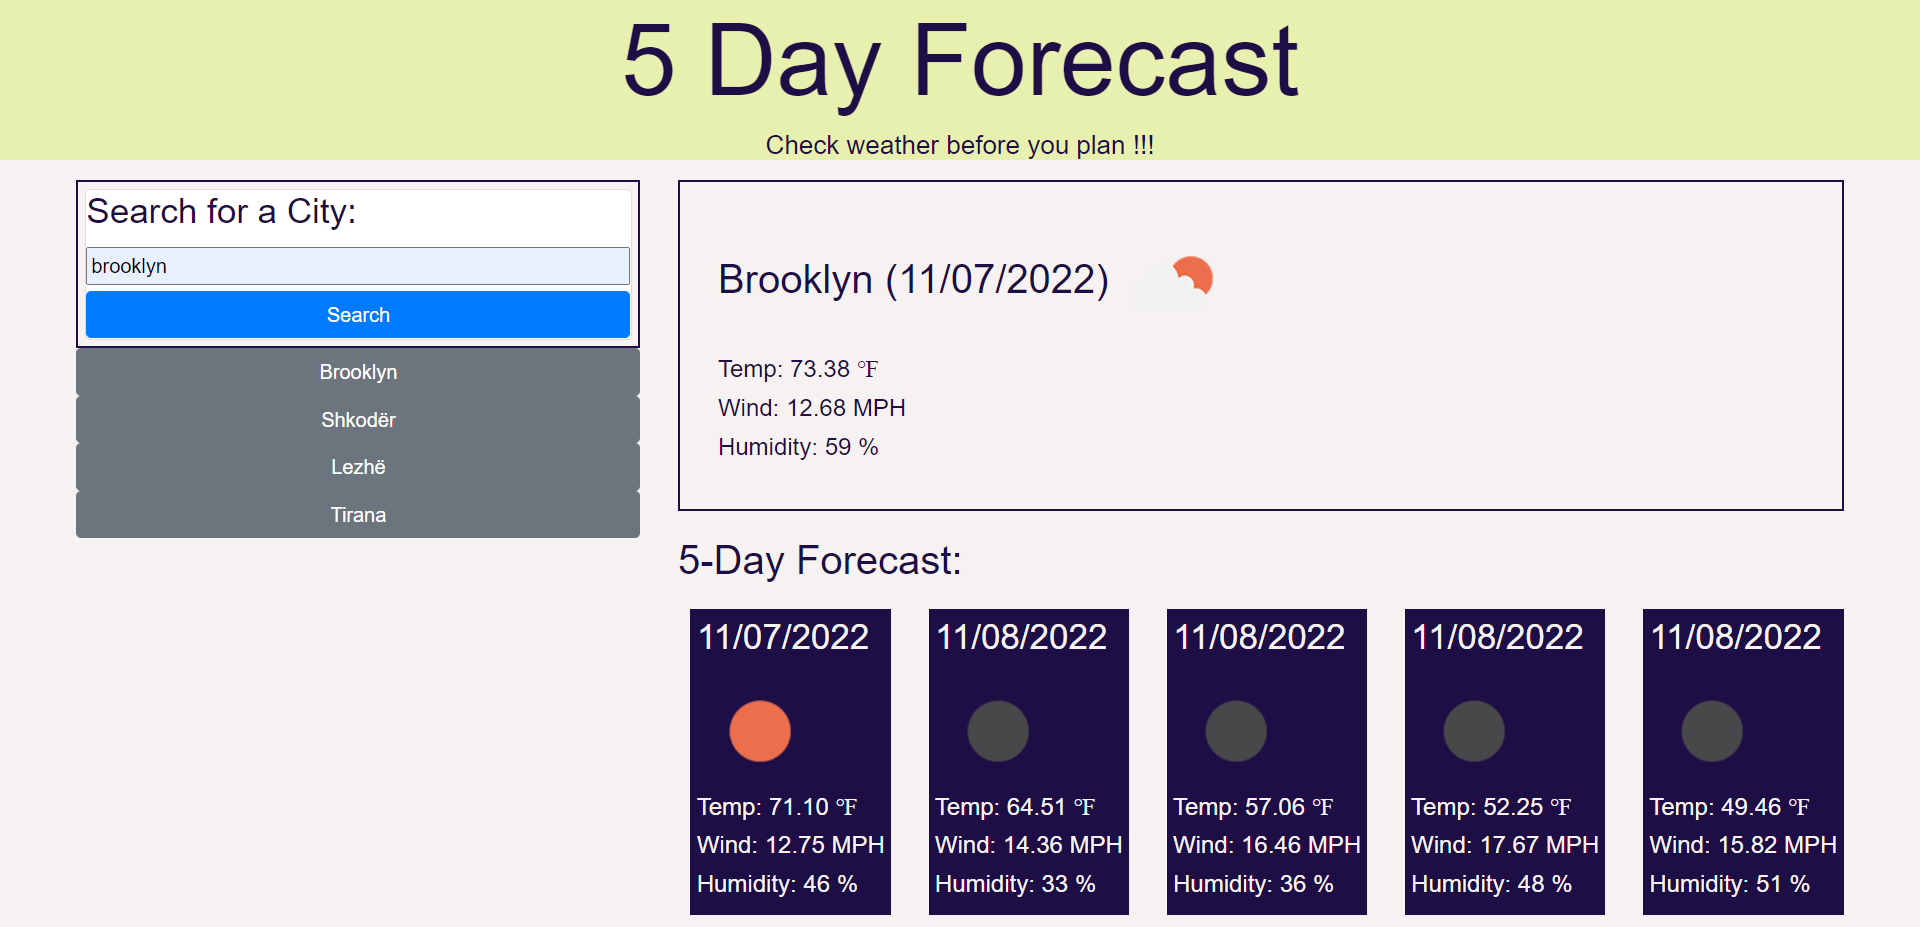 5 Day Forecast
Check weather before you plan !!!
Search for a City:
brooklyn
Search
Brooklyn
Shkodër
Lezhë
Tirana
Brooklyn (11/07/2022)
Temp: 73.38 °F
Wind: 12.68 MPH
Humidity: 59 %
5-Day Forecast:
11/07/2022
Temp: 71.10 °F
Wind: 12.75 MPH
Humidity: 46 %
11/08/2022
Temp: 64.51 °F
Wind: 14.36 MPH
Humidity: 33 %
11/08/2022
Temp: 57.06 °F
Wind: 16.46 MPH
Humidity: 36 %
11/08/2022
Temp: 52.25 °F
Wind: 17.67 MPH
Humidity: 48 %
11/08/2022
Temp: 49.46 °F
Wind: 15.82 MPH
Humidity: 51 %